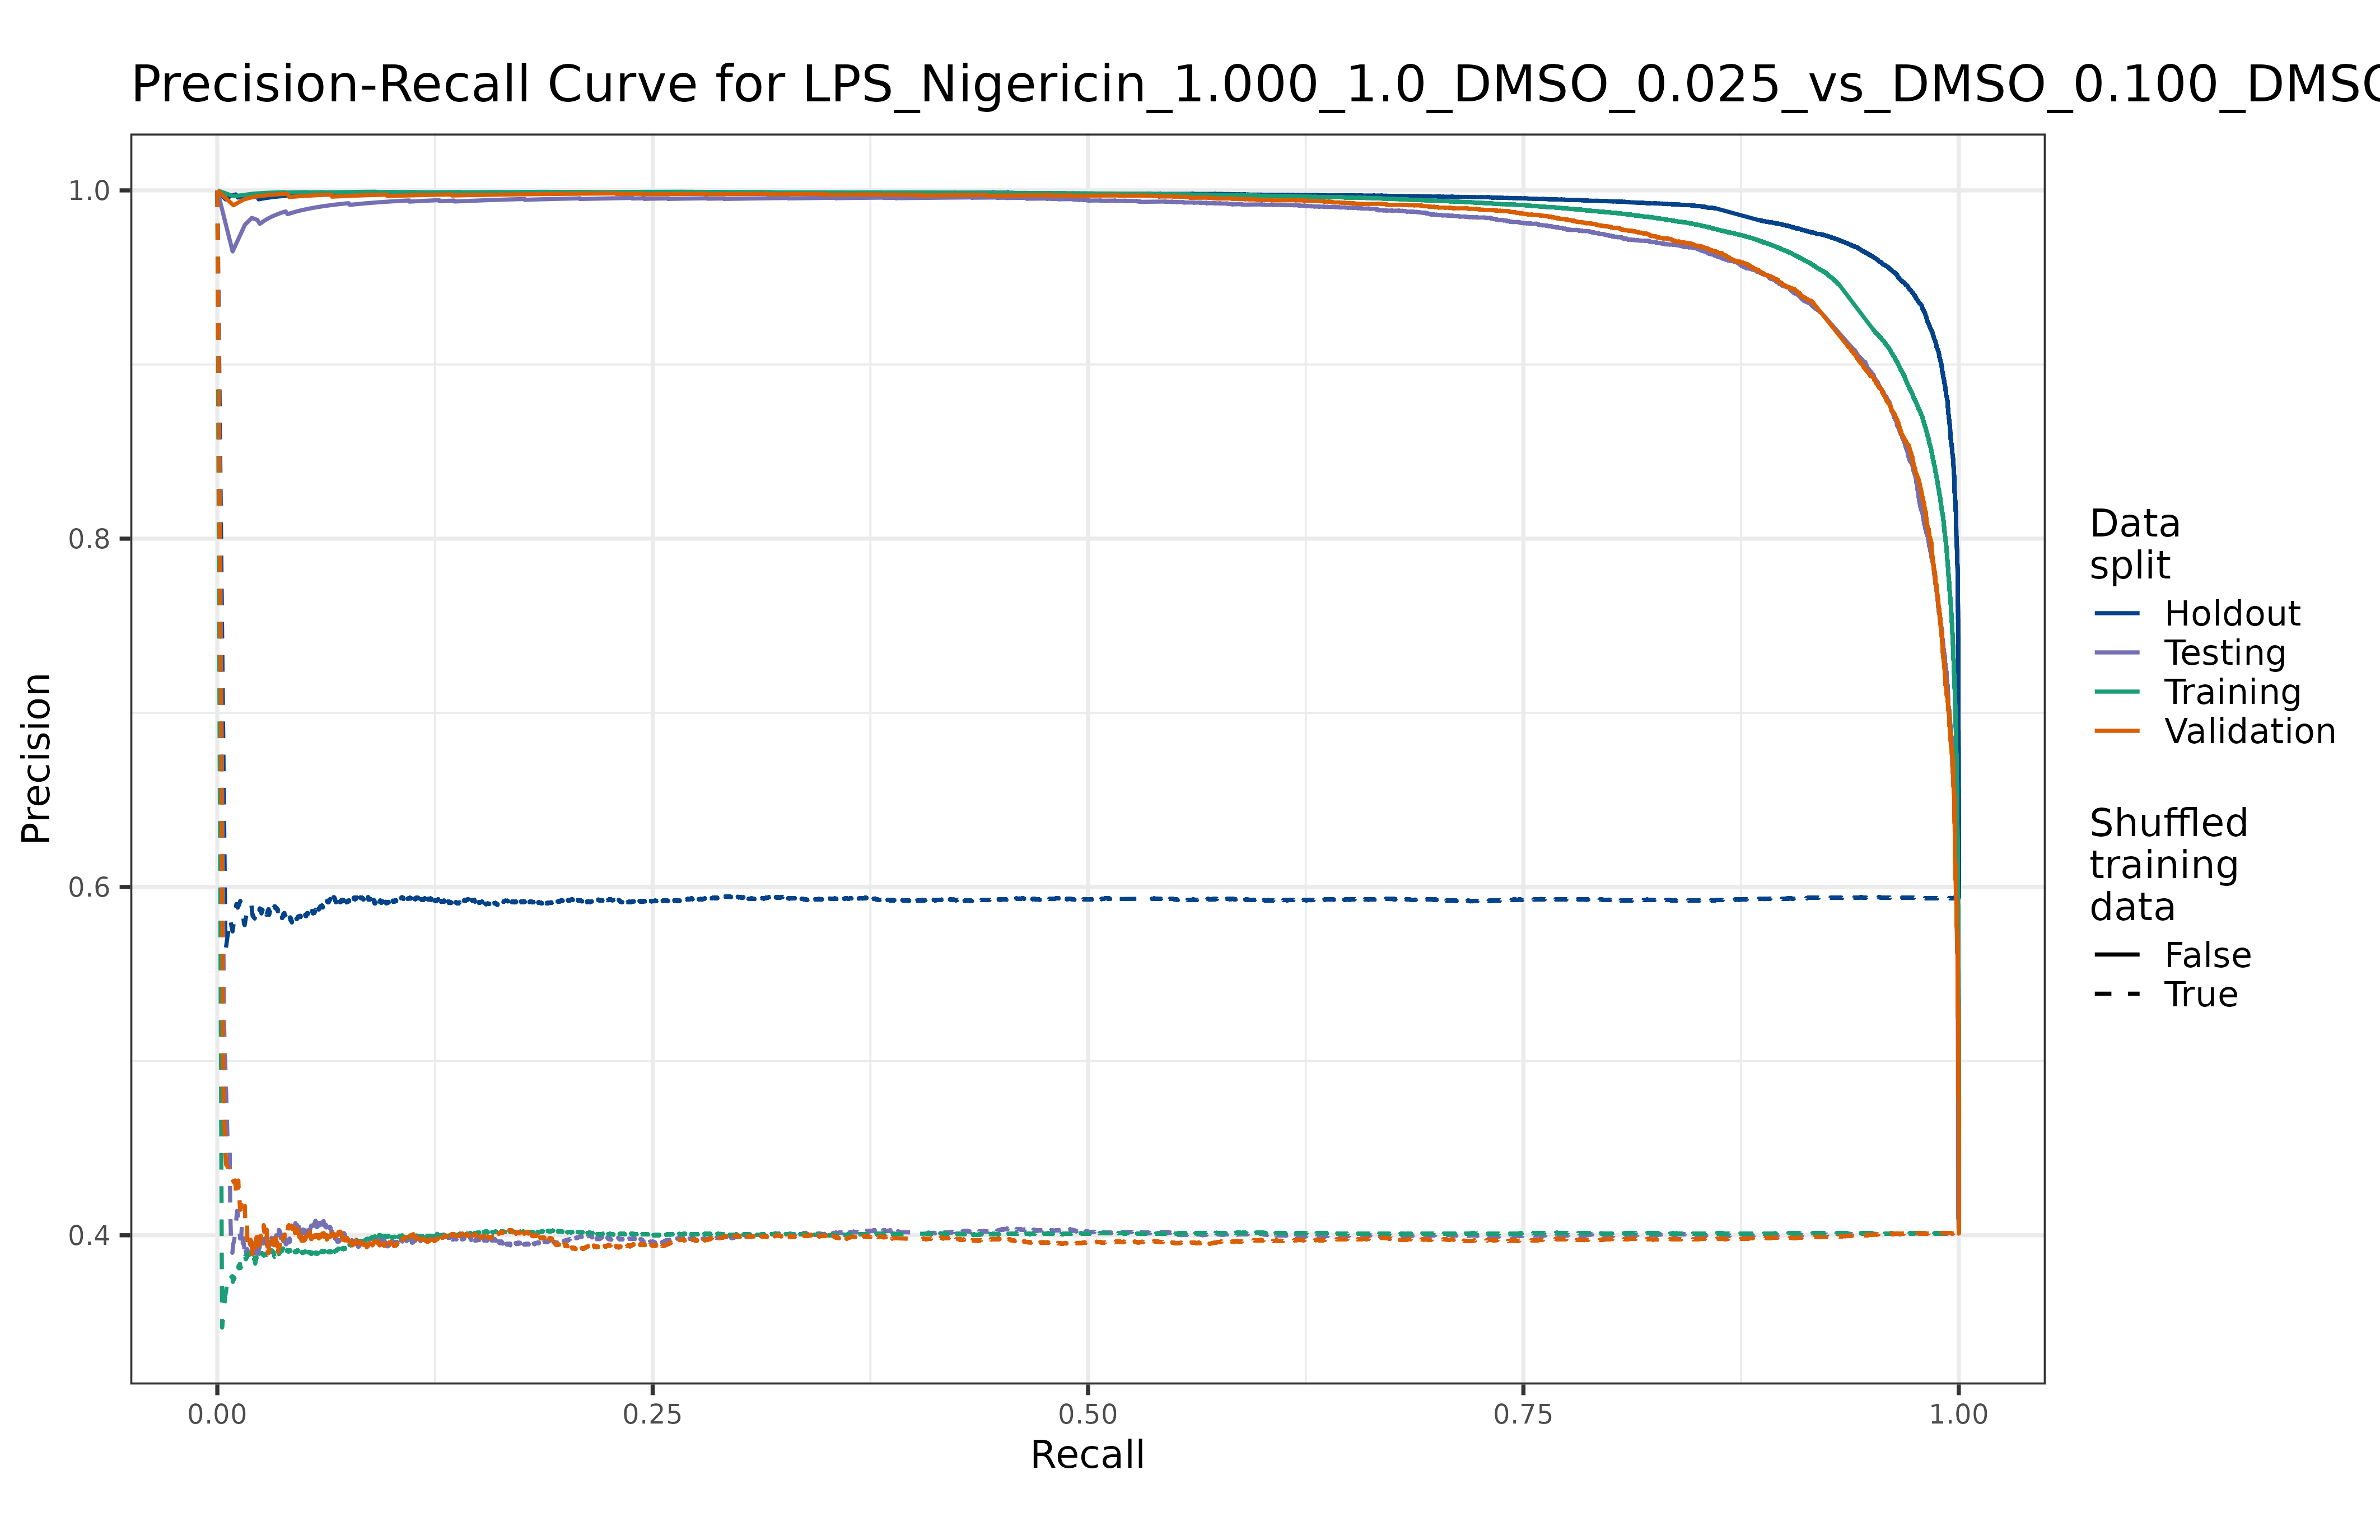 Precision-Recall Curve for LPS_Nigericin_1.000_1.0_DMSO_0.025_vs_DMSO_0.100_DMSO
1.0
0.8
0.6
0.4
Precision
0.00 0.25 0.50 0.75 1.00
Recall
Data
split
Holdout
Testing
Training
Validation
Shuffled
training
data
False
True